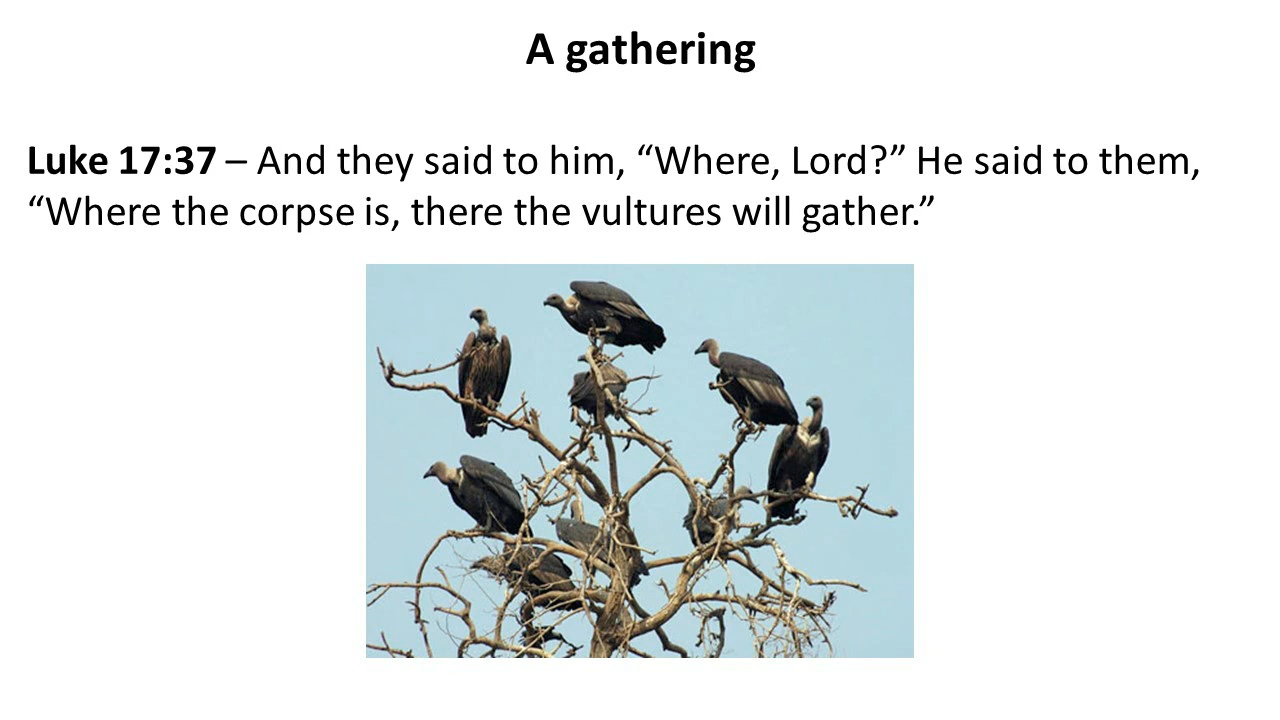 A gathering
Luke 17:37 – And they said to him, “Where, Lord?” He said to them,
“Where the corpse is, there the vultures will gather.”